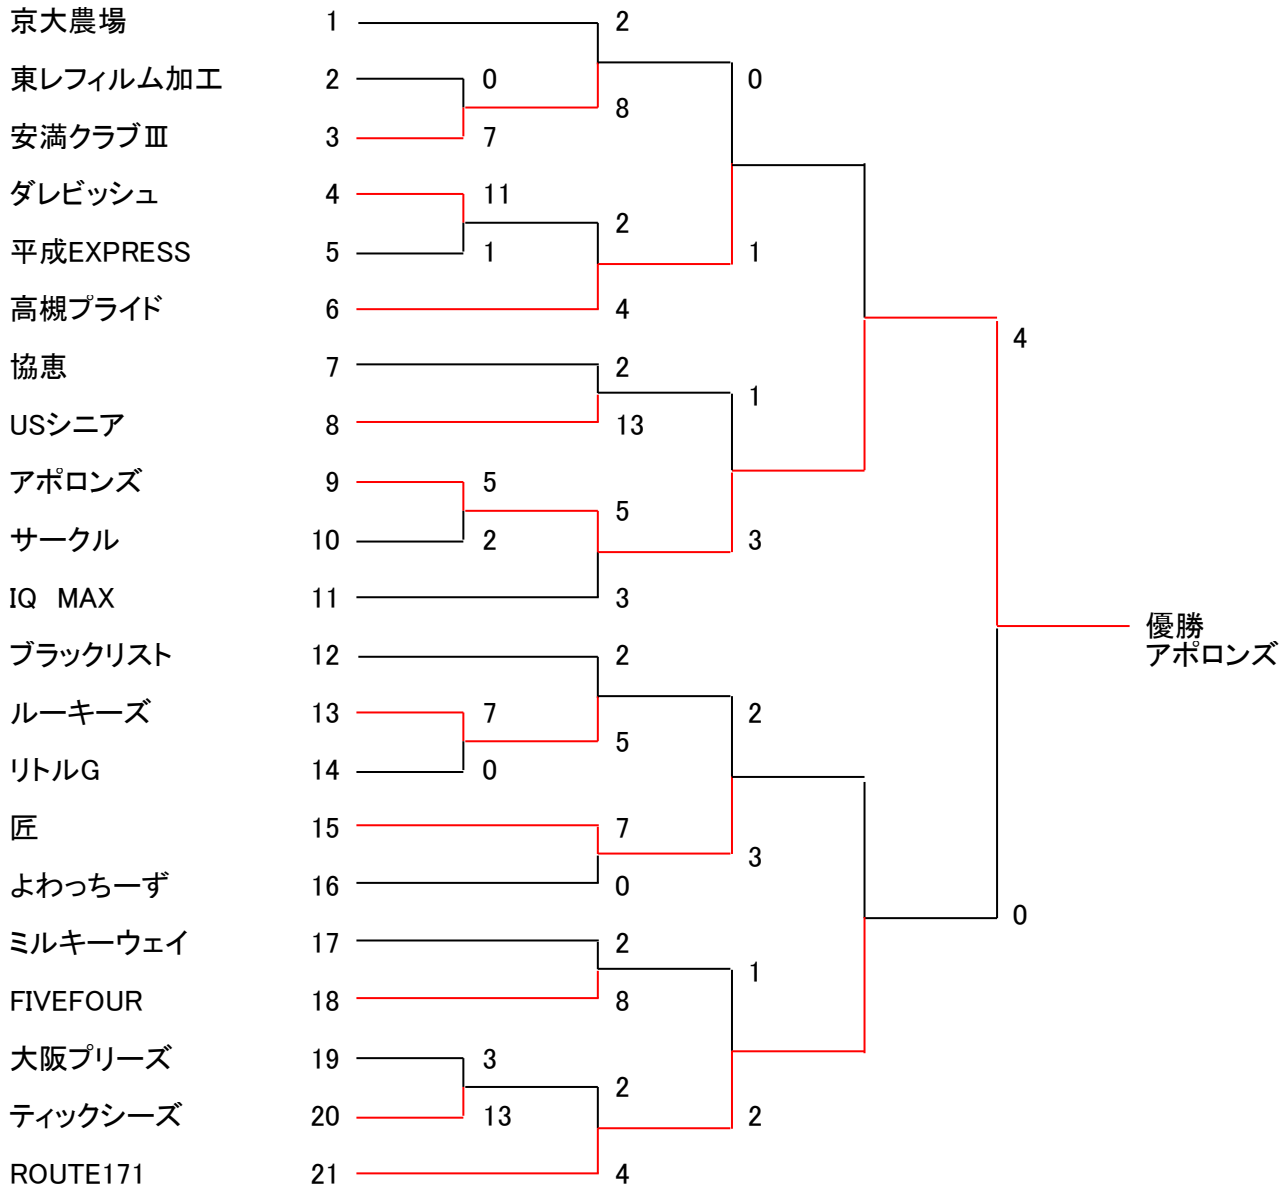 京大農場 1 2
東レフィルム加工 2 0 0
8
安満クラブⅢ 3 7
ダレビッシュ 4 11
2
平成EXPRESS 5 1 1
高槻プライド 6 4
4
協恵 7 2
1
USシニア 8 13
アポロンズ 9 5
5
サークル 10 2 3
IQ MAX 11 3
優勝
ブラックリスト 12 2 アポロンズ
ルーキーズ 13 7 2
5
リトルG 14 0
匠 15 7
3
よわっちーず 16 0
0
ミルキーウェイ 17 2
1
FIVEFOUR 18 8
大阪プリーズ 19 3
2
ティックシーズ 20 13 2
ROUTE171 21 4